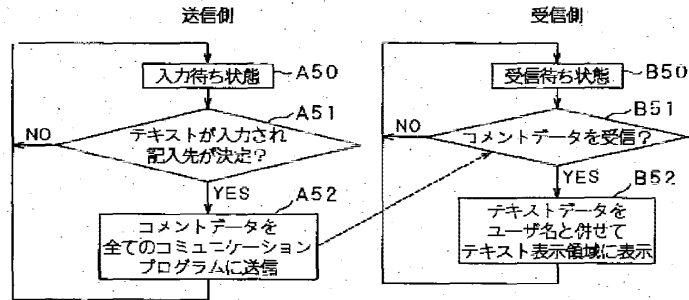 送信側
入力待ち状態
A50
テキストが入力され
記入先が決定？
A51
NO
YES
コメントデータを
全てのコミュニケーション
プログラムに送信
A52
受信側
受信待ち状態
B50
コメントデータを受信？
B51
NO
YES
テキストデータを
ユーザ名と併せて
テキスト表示領域に表示
B52